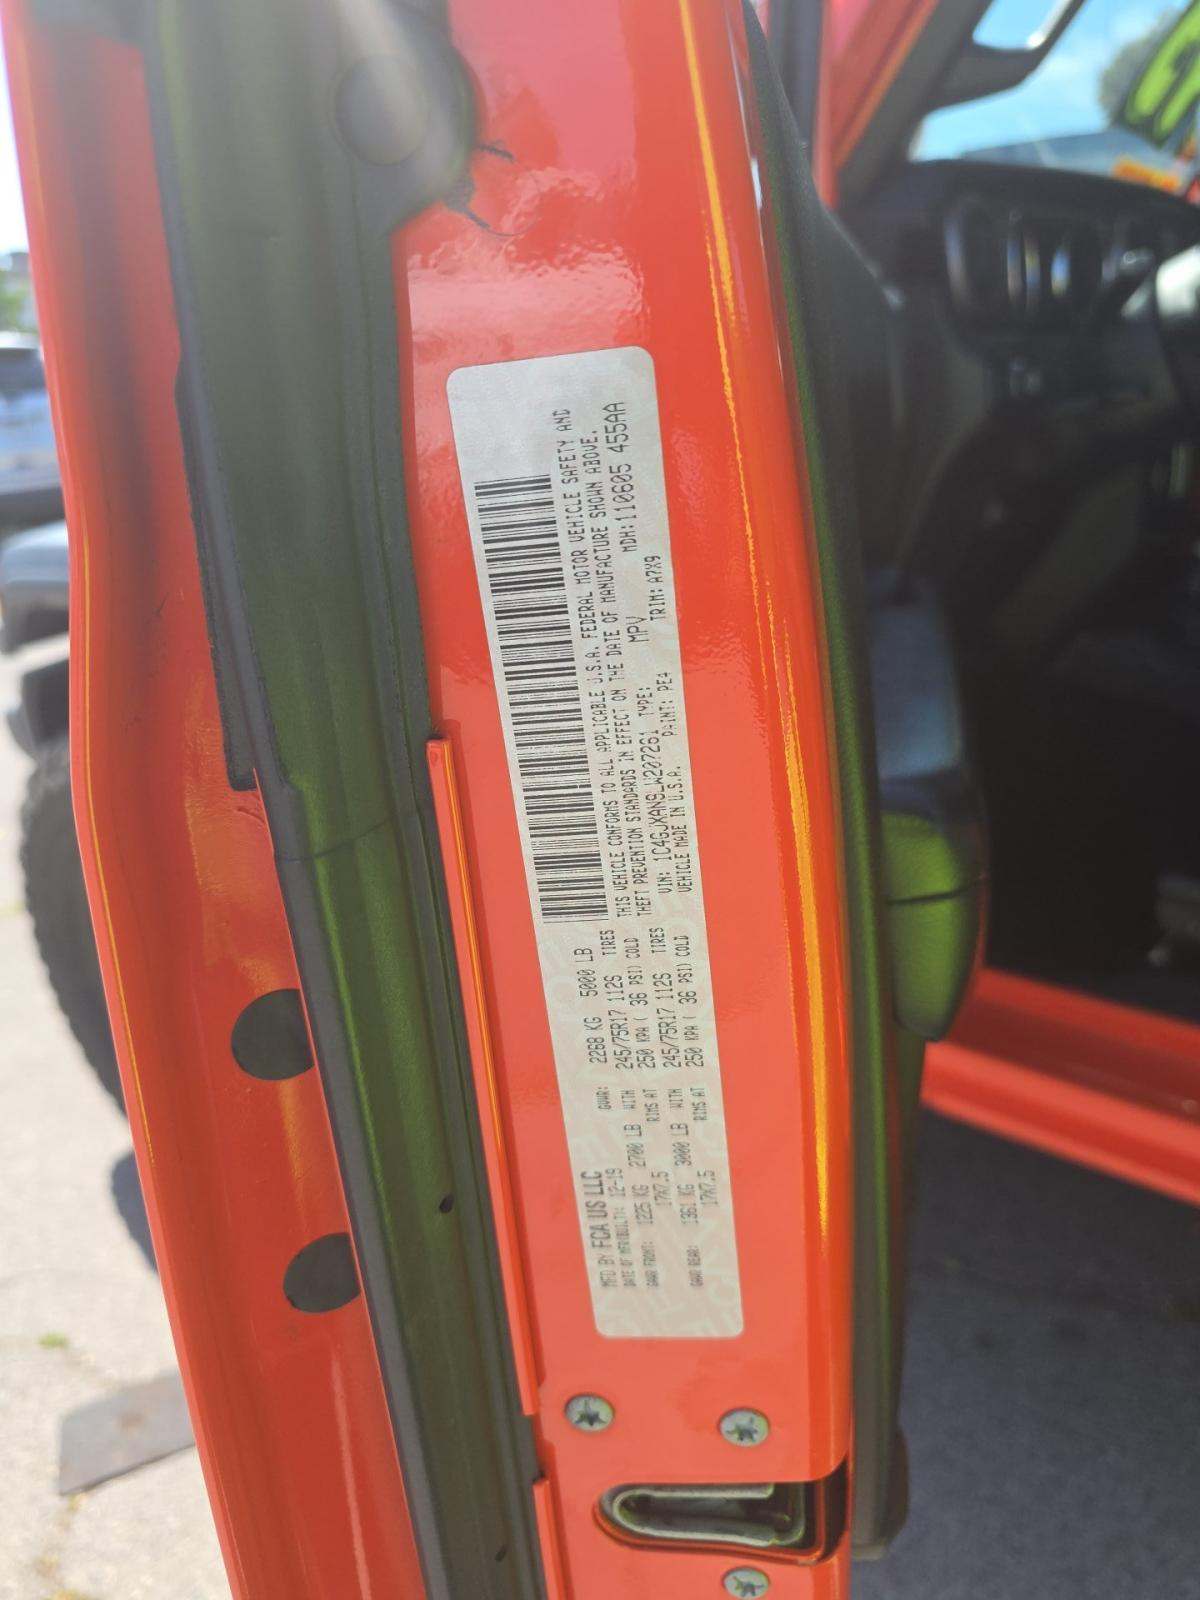 MFD BY FCA US LLC
DATE OF MFR(BUILT): 12-19 GVWR: 2268 KG 5000 LB
GAWR FRONT: 1225 KG 2700 LB WITH 245/75R17 112S TIRES
17X7.5 RIMS AT 250 KPA ( 36 PSI) COLD
GAWR REAR: 1361 KG 3000 LB WITH 245/75R17 112S TIRES
17X7.5 RIMS AT 250 KPA ( 36 PSI) COLD
THIS VEHICLE CONFORMS TO ALL APPLICABLE U.S.A. FEDERAL MOTOR VEHICLE SAFETY AND
THEFT PREVENTION STANDARDS IN EFFECT ON THE DATE OF MANUFACTURE SHOWN ABOVE.
VIN: 1C4GJXAN9LW207261 TYPE: MPV MDH:110605 455AA
VEHICLE MADE IN U.S.A. PAINT: PE4 TRIM: A7X9